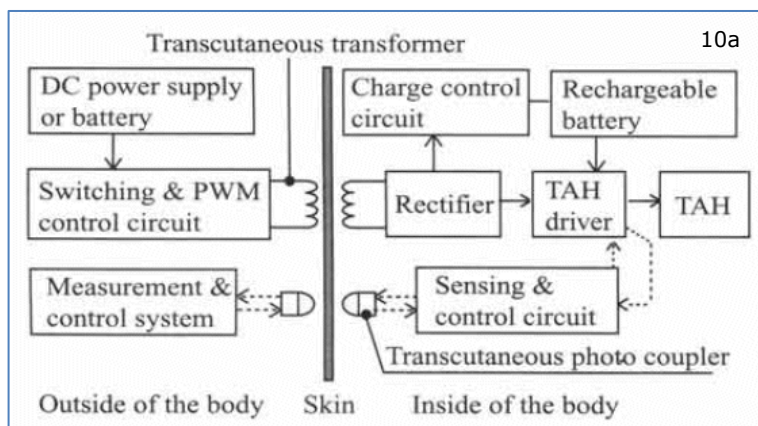 10a
Transcutaneous transformer
DC power supply
or battery
Charge control
circuit
Rechargeable
battery
Switching & PWM
control circuit
Rectifier
TAH
driver
TAH
Measurement &
control system
Sensing &
control circuit
Transcutaneous photo coupler
Outside of the body
Skin
Inside of the body